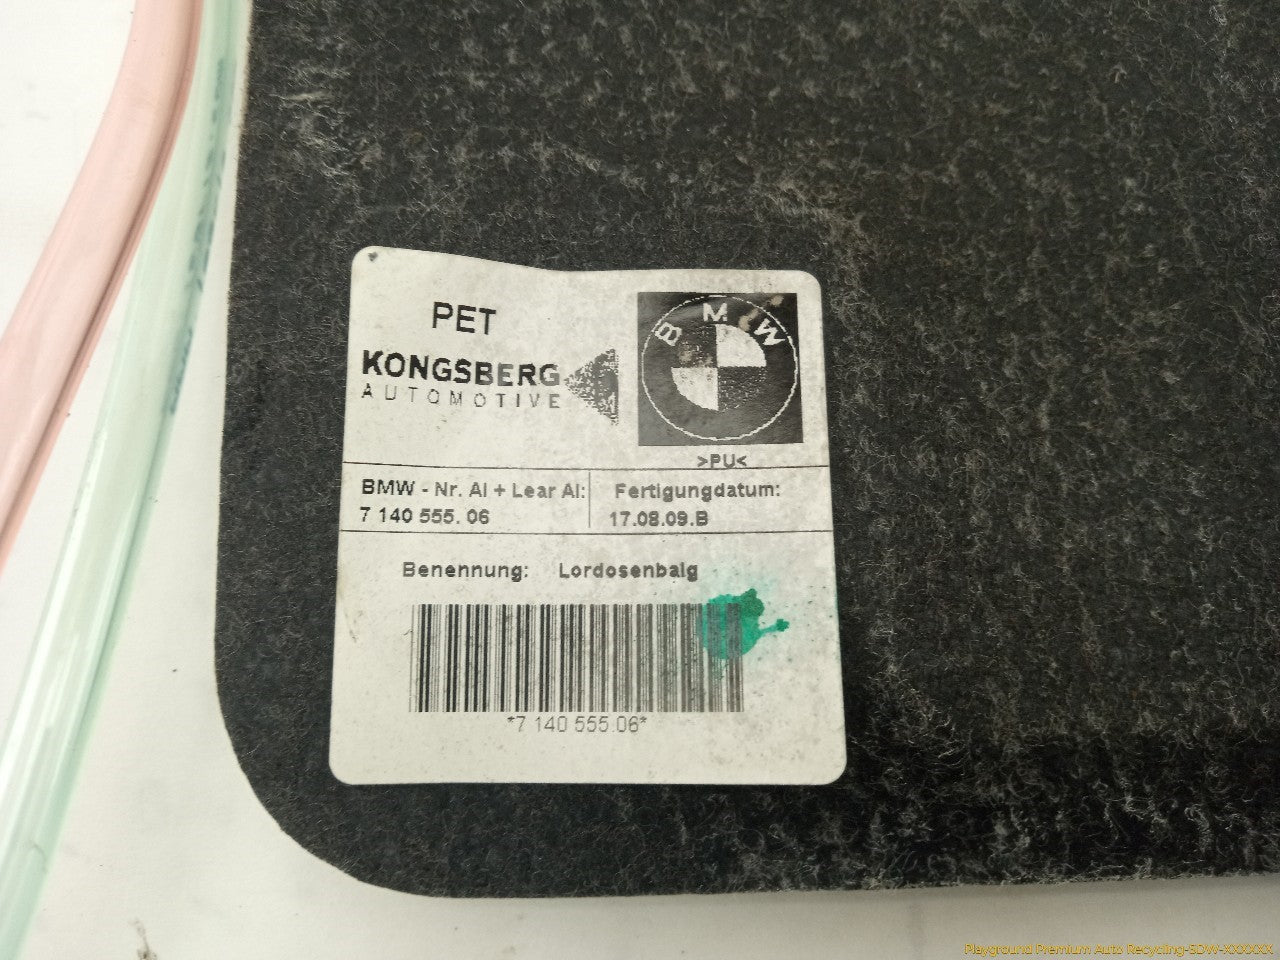 PET
KONGSBERG
AUTOMOTIVE
BMW
>PU<
BMW - Nr. AI + Lear AI:
7 140 555. 06
Fertigungdatum:
17.08.09.B
Benennung: Lordosenbalg
*7 140 555.06*
Playground Premium Auto Recycling-SDW-XXXXXX